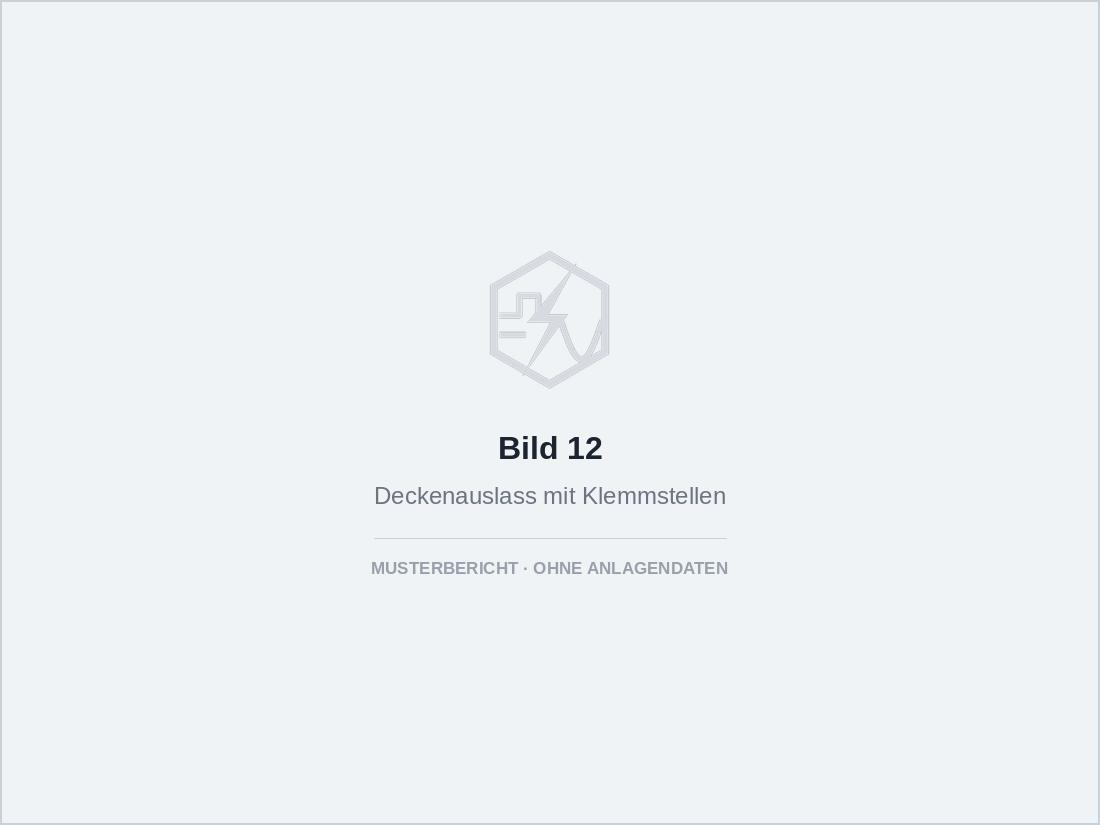 Bild 12
Deckenauslass mit Klemmstellen
MUSTERBERICHT · OHNE ANLAGENDATEN